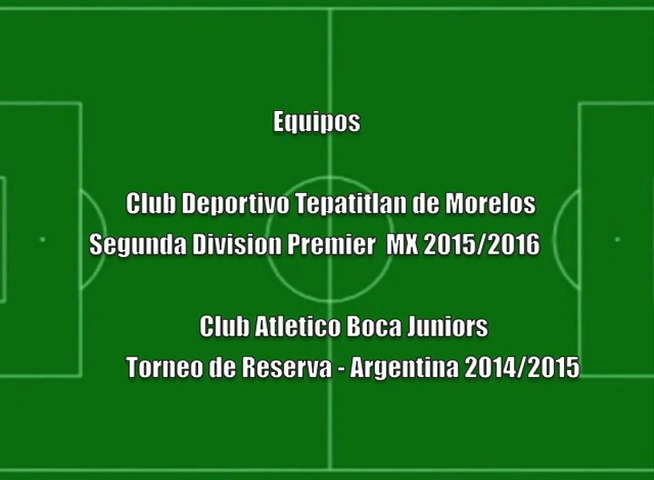 Equipos
Club Deportivo Tepatitlan de Morelos
Segunda Division Premier MX 2015/2016
Club Atletico Boca Juniors
Torneo de Reserva - Argentina 2014/2015